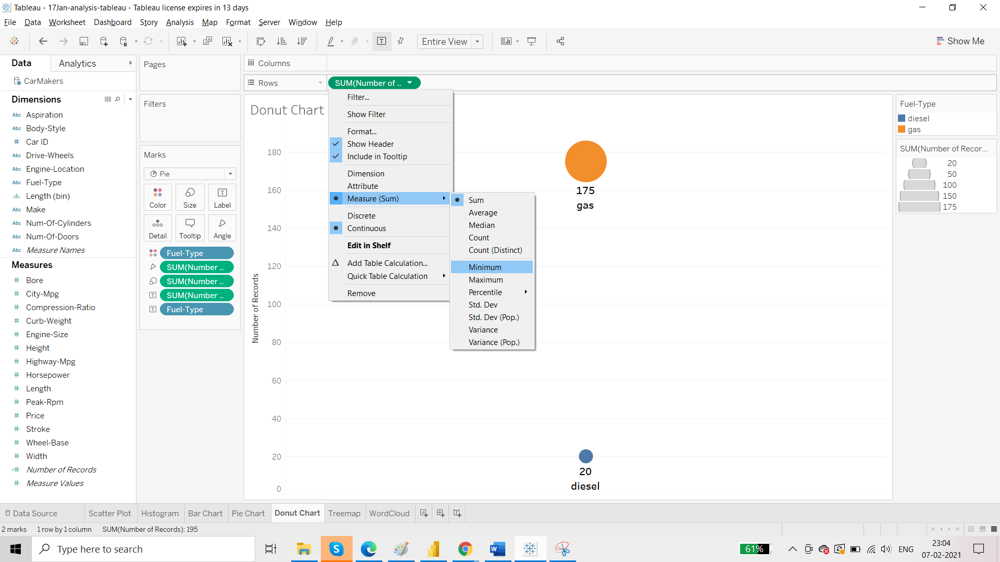 Tableau - 17Jan-analysis-tableau - Tableau license expires in 13 days
File Data Worksheet Dashboard Story Analysis Map Format Server Window Help
Entire View
Show Me
Data
Analytics
CarMakers
Dimensions
Abc Aspiration
Abc Body-Style
# Car ID
Abc Drive-Wheels
Abc Engine-Location
Abc Fuel-Type
Length (bin)
Abc Make
Abc Num-Of-Cylinders
Abc Num-Of-Doors
Abc Measure Names
Measures
# Bore
# City-Mpg
# Compression-Ratio
# Curb-Weight
# Engine-Size
# Height
# Highway-Mpg
# Horsepower
# Length
# Peak-Rpm
# Price
# Stroke
# Wheel-Base
# Width
=# Number of Records
# Measure Values
Pages
Filters
Marks
Pie
Color
Size
T
Label
Detail
Tooltip
Angle
Fuel-Type
SUM(Number ..
SUM(Number ..
T SUM(Number ..
T Fuel-Type
Columns
Rows
SUM(Number of ..
Donut Chart
Filter...
Show Filter
Format...
Show Header
Include in Tooltip
Dimension
Attribute
Measure (Sum)
Discrete
Continuous
Edit in Shelf
Add Table Calculation...
Quick Table Calculation
Remove
Sum
Average
Median
Count
Count (Distinct)
Minimum
Maximum
Percentile
Std. Dev
Std. Dev (Pop.)
Variance
Variance (Pop.)
Number of Records
180
160
140
120
100
80
60
40
20
0
175
gas
20
diesel
Fuel-Type
diesel
gas
SUM(Number of Recor...
20
50
100
150
175
Data Source
Scatter Plot
Histogram
Bar Chart
Pie Chart
Donut Chart
Treemap
WordCloud
2 marks
1 row by 1 column
SUM(Number of Records): 195
Type here to search
61%
ENG
23:04
07-02-2021